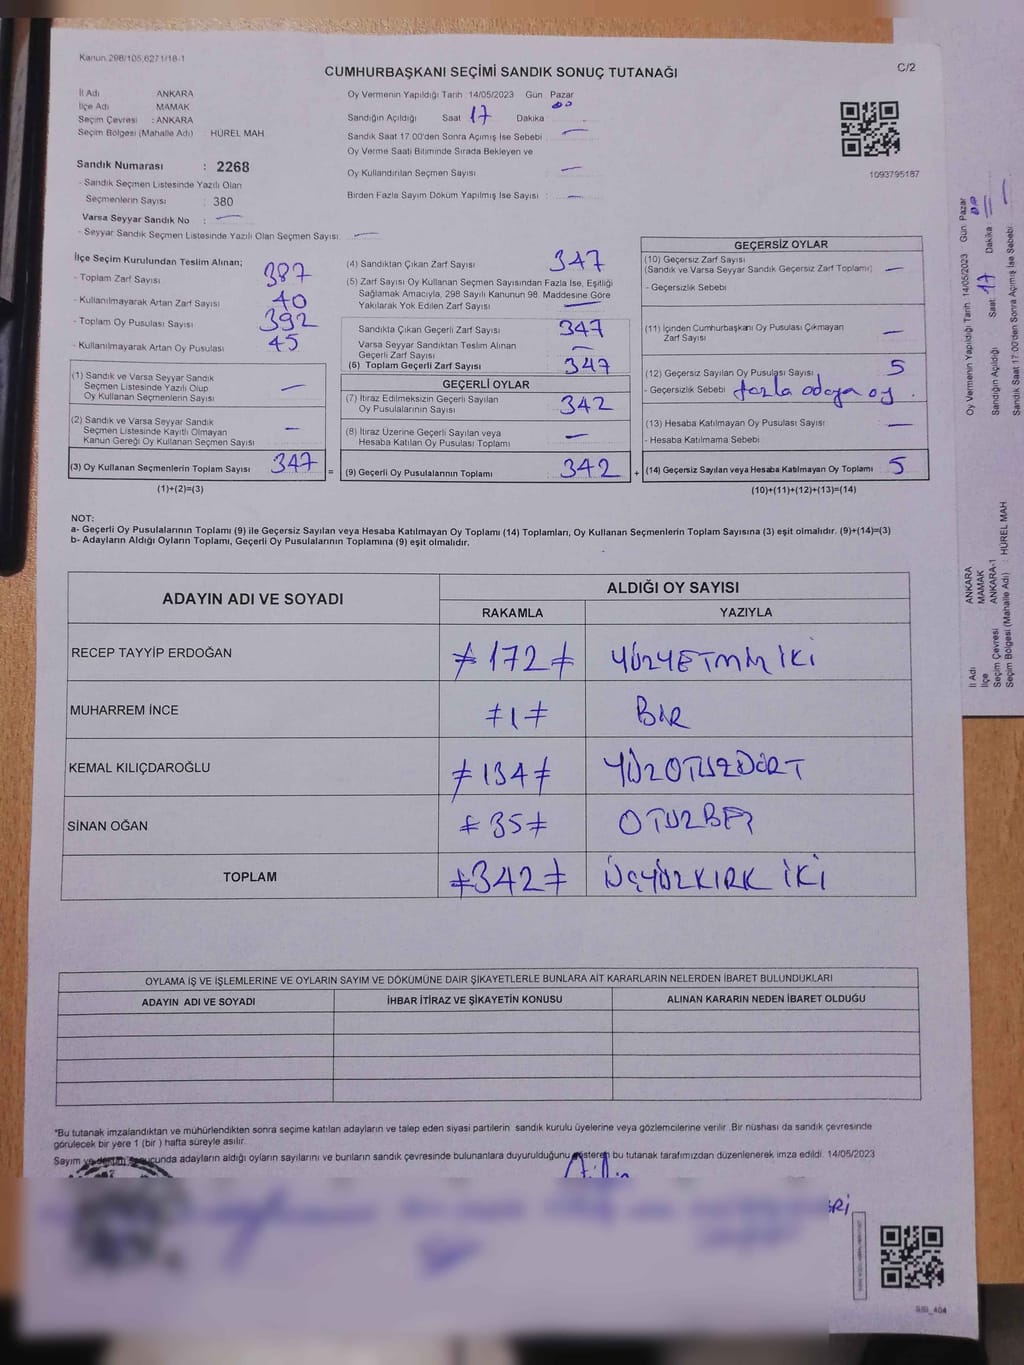 Kanun 298/105,6271/18-1
C/2
CUMHURBAŞKANI SEÇİMİ SANDIK SONUÇ TUTANAĞI
İl Adı ANKARA
İlçe Adı MAMAK
Seçim Çevresi : ANKARA
Seçim Bölgesi (Mahalle Adı) : HÜREL MAH
Sandık Numarası : 2268
- Sandık Seçmen Listesinde Yazılı Olan
Seçmenlerin Sayısı : 380
Varsa Seyyar Sandık No : —
- Seyyar Sandık Seçmen Listesinde Yazılı Olan Seçmen Sayısı : —
Oy Vermenin Yapıldığı Tarih : 14/05/2023 Gün : Pazar
Sandığın Açıldığı Saat 17 Dakika 00
Sandık Saat 17:00'den Sonra Açımış İse Sebebi : —
Oy Verme Saati Bitiminde Sırada Bekleyen ve
Oy Kullandırılan Seçmen Sayısı : —
Birden Fazla Sayım Döküm Yapılmış İse Sayısı : —
1093795187
İlçe Seçim Kurulundan Teslim Alınan;
- Toplam Zarf Sayısı 387
- Kullanılmayarak Artan Zarf Sayısı 40
- Toplam Oy Pusulası Sayısı 392
- Kullanılmayarak Artan Oy Pusulası 45
(1) Sandık ve Varsa Seyyar Sandık
Seçmen Listesinde Yazılı Olup
Oy Kullanan Seçmenlerin Sayısı —
(2) Sandık ve Varsa Seyyar Sandık
Seçmen Listesinde Kayıtlı Olmayan
Kanun Gereği Oy Kullanan Seçmen Sayısı —
(3) Oy Kullanan Seçmenlerin Toplam Sayısı 347 =
(1)+(2)=(3)
(4) Sandıktan Çıkan Zarf Sayısı 347
(5) Zarf Sayısı Oy Kullanan Seçmen Sayısından Fazla İse, Eşitliği
Sağlamak Amacıyla, 298 Sayılı Kanunun 98. Maddesine Göre
Yakılarak Yok Edilen Zarf Sayısı —
Sandıkta Çıkan Geçerli Zarf Sayısı 347
Varsa Seyyar Sandıktan Teslim Alınan
Geçerli Zarf Sayısı —
(6) Toplam Geçerli Zarf Sayısı 347
GEÇERLİ OYLAR
(7) İtiraz Edilmeksizin Geçerli Sayılan
Oy Pusulalarının Sayısı 342
(8) İtiraz Üzerine Geçerli Sayılan veya
Hesaba Katılan Oy Pusulası Toplamı —
(9) Geçerli Oy Pusulalarının Toplamı 342 +
GEÇERSİZ OYLAR
(10) Geçersiz Zarf Sayısı
(Sandık ve Varsa Seyyar Sandık Geçersiz Zarf Toplamı) —
- Geçersizlik Sebebi
(11) İçinden Cumhurbaşkanı Oy Pusulası Çıkmayan
Zarf Sayısı —
(12) Geçersiz Sayılan Oy Pusulası Sayısı 5
- Geçersizlik Sebebi fazla adaya oy.
(13) Hesaba Katılmayan Oy Pusulası Sayısı —
- Hesaba Katılmama Sebebi
(14) Geçersiz Sayılan veya Hesaba Katılmayan Oy Toplamı 5
(10)+(11)+(12)+(13)=(14)
NOT:
a- Geçerli Oy Pusulalarının Toplamı (9) ile Geçersiz Sayılan veya Hesaba Katılmayan Oy Toplamı (14) Toplamları, Oy Kullanan Seçmenlerin Toplam Sayısına (3) eşit olmalıdır. (9)+(14)=(3)
b- Adayların Aldığı Oyların Toplamı, Geçerli Oy Pusulalarının Toplamına (9) eşit olmalıdır.
ADAYIN ADI VE SOYADI ALDIĞI OY SAYISI
RAKAMLA YAZIYLA
RECEP TAYYİP ERDOĞAN ≠172≠ YÜZYETMİŞ İKİ
MUHARREM İNCE ≠1≠ BİR
KEMAL KILIÇDAROĞLU ≠134≠ YÜZOTUZDÖRT
SİNAN OĞAN ≠35≠ OTUZBEŞ
TOPLAM ≠342≠ ÜÇYÜZKIRK İKİ
OYLAMA İŞ VE İŞLEMLERİNE VE OYLARIN SAYIM VE DÖKÜMÜNE DAİR ŞİKAYETLERLE BUNLARA AİT KARARLARIN NELERDEN İBARET BULUNDUKLARI
ADAYIN ADI VE SOYADI İHBAR İTİRAZ VE ŞİKAYETİN KONUSU ALINAN KARARIN NEDEN İBARET OLDUĞU
*Bu tutanak imzalandıktan ve mühürlendikten sonra seçime katılan adayların ve talep eden siyasi partilerin sandık kurulu üyelerine veya gözlemcilerine verilir. Bir nüshası da sandık çevresinde
görülecek bir yere 1 (bir) hafta süreyle asılır.
Sayım ve döküm sonucunda adayların aldığı oyların sayılarını ve bunların sandık çevresinde bulunanlara duyurulduğunu gösteren bu tutanak tarafımızdan düzenlenerek imza edildi. 14/05/2023
Oy Vermenin Yapıldığı Tarih : 14/05/2023 Gün : Pazar
Sandığın Açıldığı Saat 17 Dakika 00
Sandık Saat 17:00'den Sonra Açımış İse Sebebi
İl Adı ANKARA
İlçe MAMAK
Seçim Çevresi ANKARA-1
Seçim Bölgesi (Mahalle Adı) : HÜREL MAH.